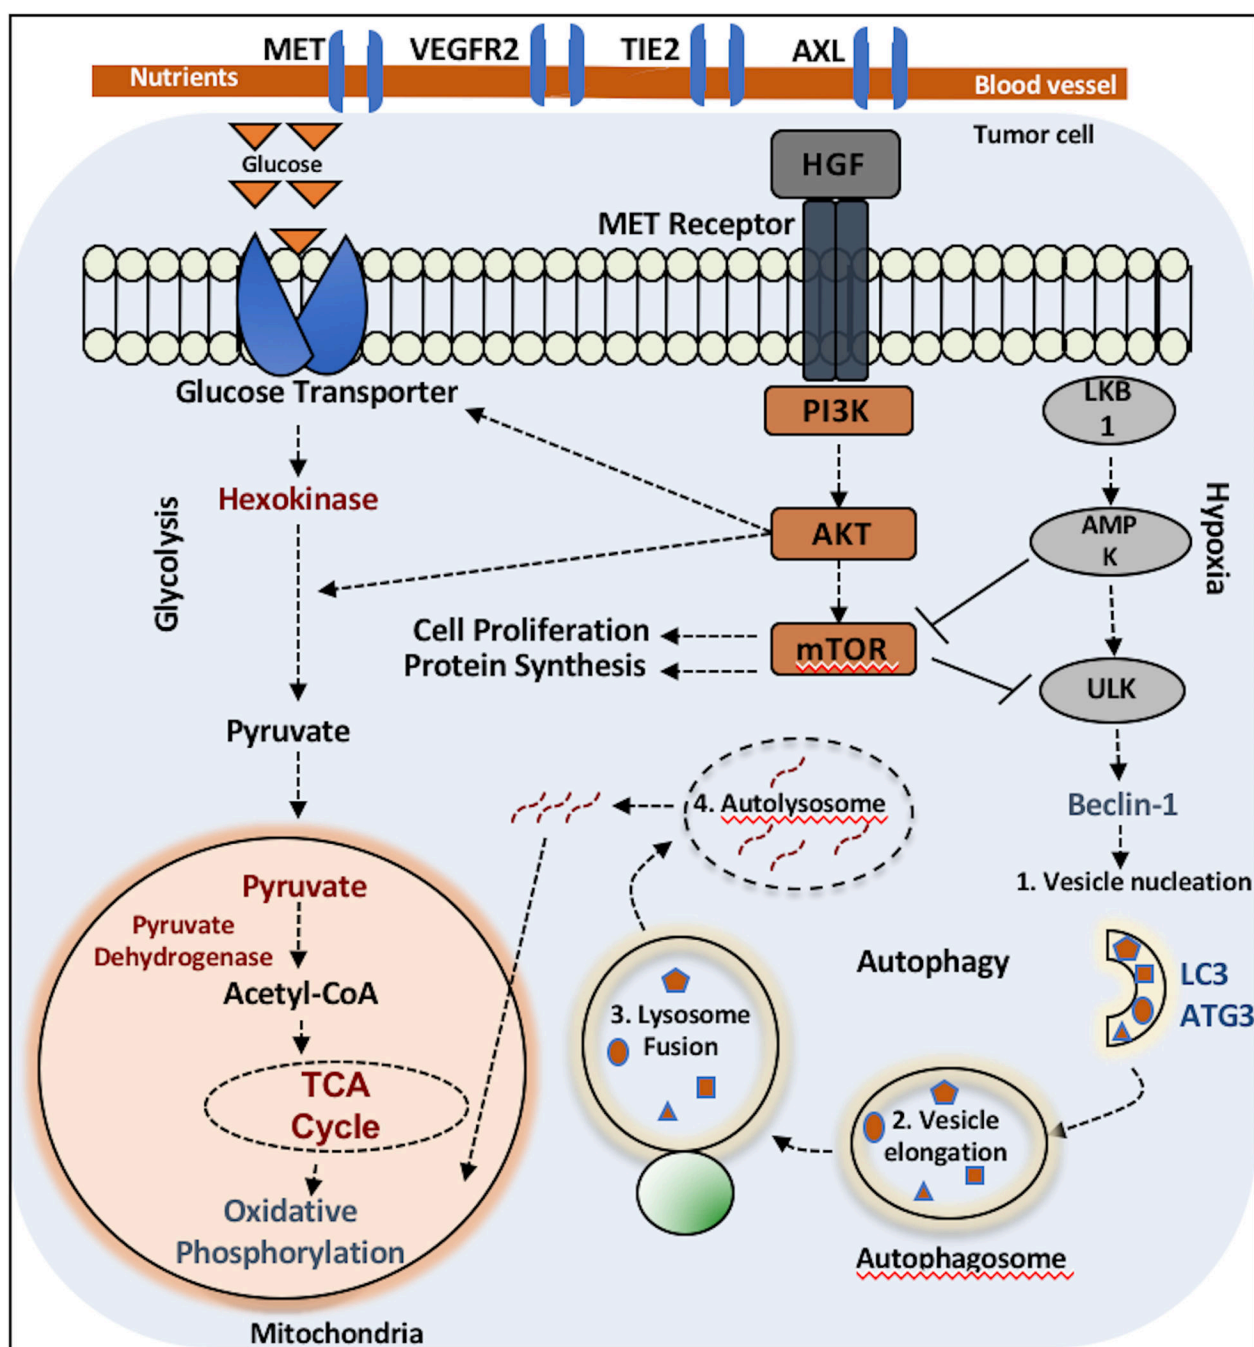 MET
VEGFR2
TIE2
AXL
Nutrients
Blood vessel
Tumor cell
Glucose
HGF
MET Receptor
Glucose Transporter
PI3K
LKB
1
Hexokinase
Glycolysis
AKT
AMP
K
Hypoxia
Cell Proliferation
Protein Synthesis
mTOR
ULK
Pyruvate
4. Autolysosome
Beclin-1
1. Vesicle nucleation
Pyruvate
Pyruvate
Dehydrogenase
Acetyl-CoA
TCA
Cycle
Oxidative
Phosphorylation
Mitochondria
Autophagy
LC3
ATG3
3. Lysosome
Fusion
2. Vesicle
elongation
Autophagosome